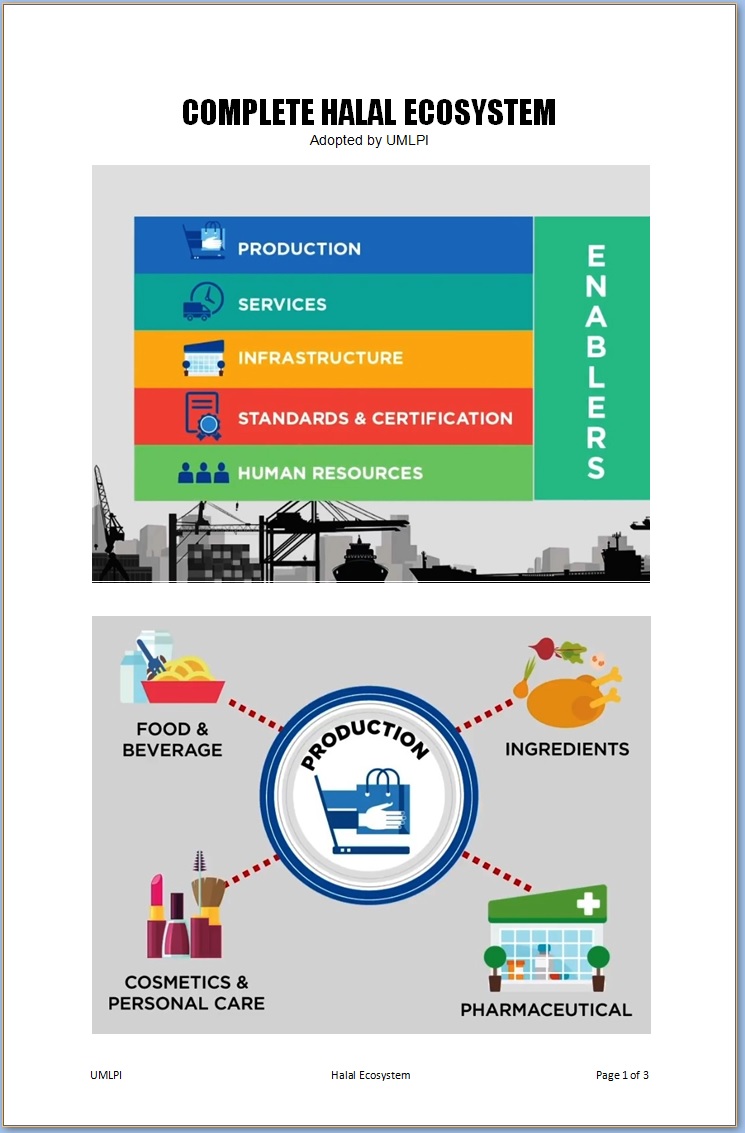 COMPLETE HALAL ECOSYSTEM
Adopted by UMLPI
PRODUCTION
SERVICES
INFRASTRUCTURE
STANDARDS & CERTIFICATION
HUMAN RESOURCES
ENABLERS
PRODUCTION
FOOD &
BEVERAGE
INGREDIENTS
COSMETICS &
PERSONAL CARE
PHARMACEUTICAL
UMLPI Halal Ecosystem Page 1 of 3